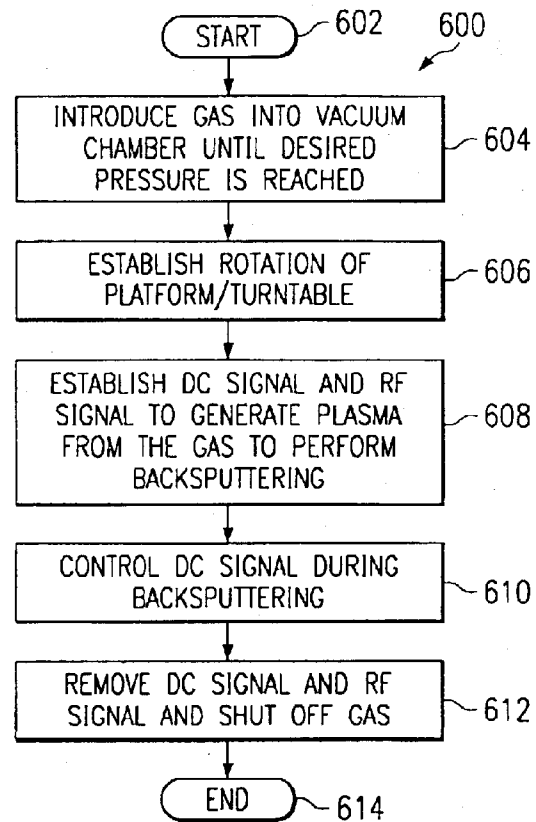 START
602
600
INTRODUCE GAS INTO VACUUM
CHAMBER UNTIL DESIRED
PRESSURE IS REACHED
604
ESTABLISH ROTATION OF
PLATFORM/TURNTABLE
606
ESTABLISH DC SIGNAL AND RF
SIGNAL TO GENERATE PLASMA
FROM THE GAS TO PERFORM
BACKSPUTTERING
608
CONTROL DC SIGNAL DURING
BACKSPUTTERING
610
REMOVE DC SIGNAL AND RF
SIGNAL AND SHUT OFF GAS
612
END
614